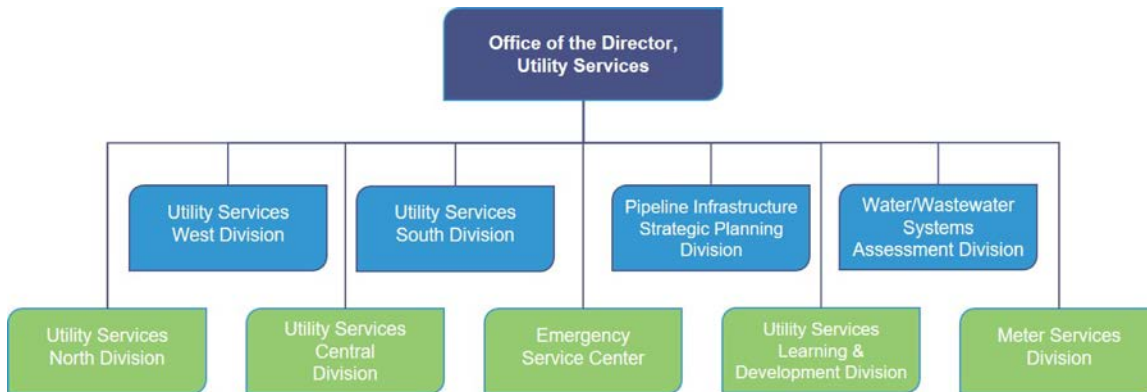 Office of the Director,
Utility Services
Utility Services
West Division
Utility Services
South Division
Pipeline Infrastructure
Strategic Planning
Division
Water/Wastewater
Systems
Assessment Division
Utility Services
North Division
Utility Services
Central
Division
Emergency
Service Center
Utility Services
Learning &
Development Division
Meter Services
Division